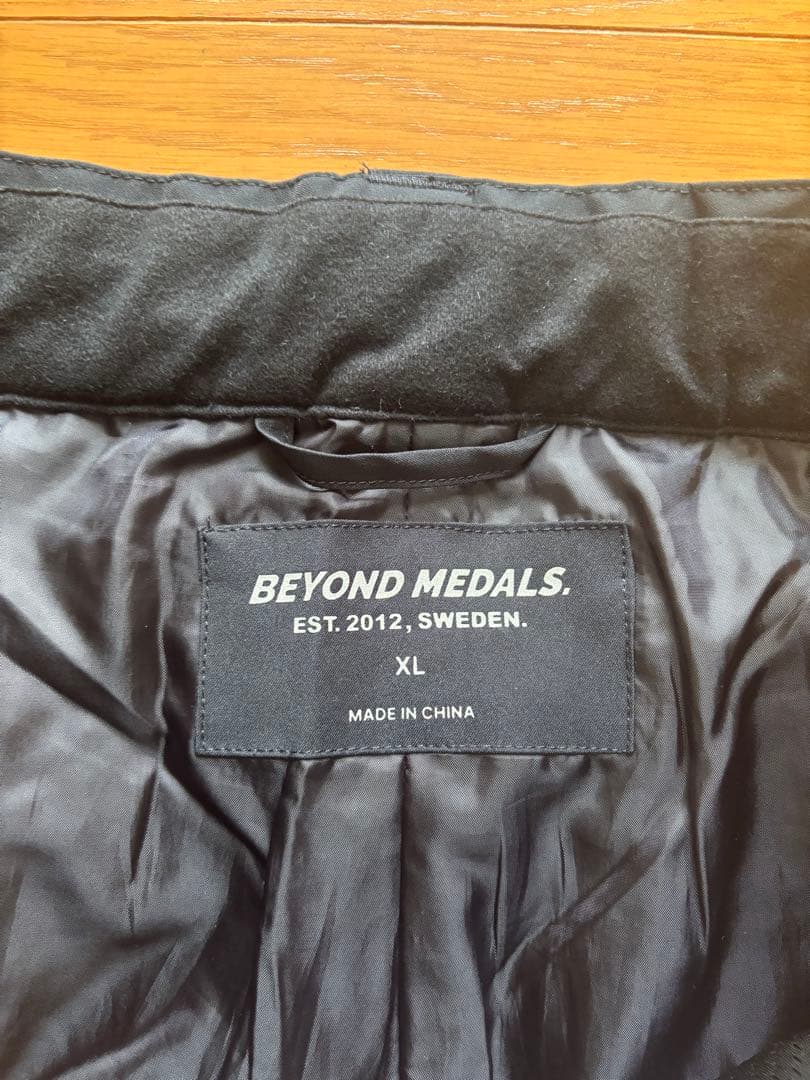 BEYOND MEDALS.
EST. 2012, SWEDEN.
XL
MADE IN CHINA